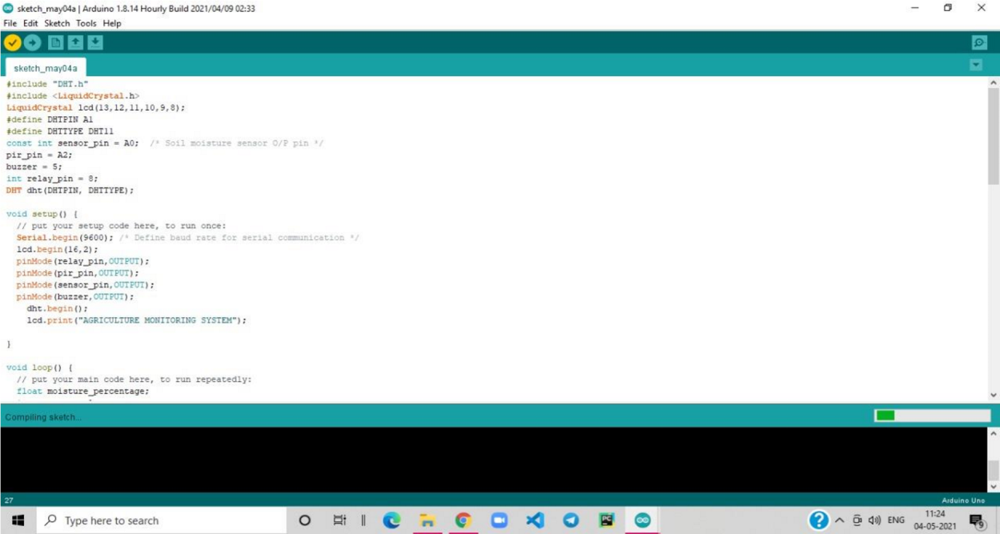 sketch_may04a | Arduino 1.8.14 Hourly Build 2021/04/09 02:33
File Edit Sketch Tools Help
sketch_may04a
#include "DHT.h"
#include <LiquidCrystal.h>
LiquidCrystal lcd(13,12,11,10,9,8);
#define DHTPIN A1
#define DHTTYPE DHT11
const int sensor_pin = A0;  /* Soil moisture sensor O/P pin */
pir_pin = A2;
buzzer = 5;
int relay_pin = 8;
DHT dht(DHTPIN, DHTTYPE);
void setup() {
  // put your setup code here, to run once:
  Serial.begin(9600); /* Define baud rate for serial communication */
  lcd.begin(16,2);
  pinMode(relay_pin,OUTPUT);
  pinMode(pir_pin,OUTPUT);
  pinMode(sensor_pin,OUTPUT);
  pinMode(buzzer,OUTPUT);
    dht.begin();
    lcd.print("AGRICULTURE MONITORING SYSTEM");
}
void loop() {
  // put your main code here, to run repeatedly:
  float moisture_percentage;
Compiling sketch...
27
Arduino Uno
Type here to search
PC
ENG
11:24
04-05-2021
9